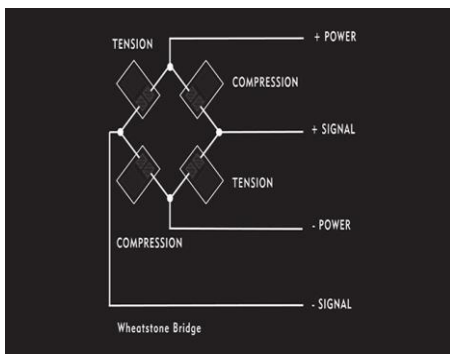 + POWER
TENSION
COMPRESSION
+ SIGNAL
TENSION
- POWER
COMPRESSION
- SIGNAL
Wheatstone Bridge